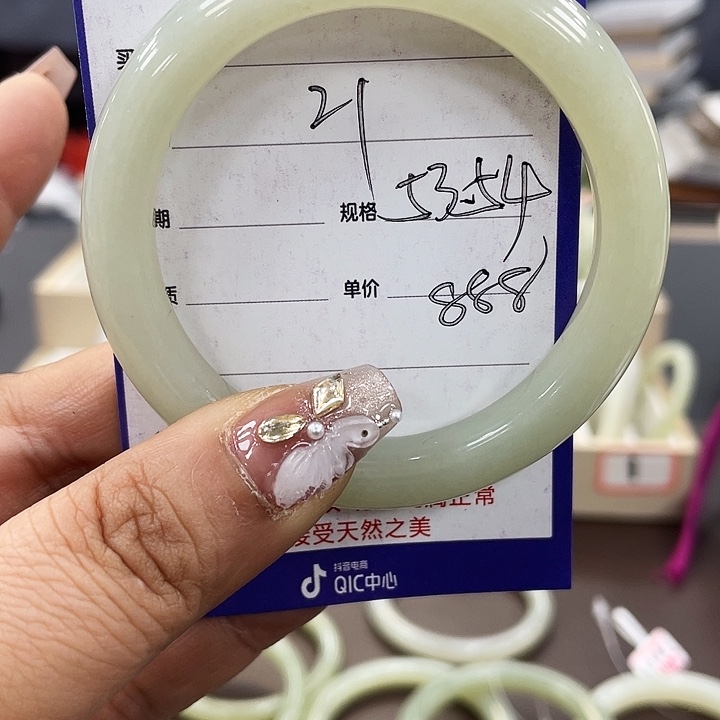 买
21
期 规格 53.54
质 单价 888
正常
接受天然之美
抖音电商
QIC中心